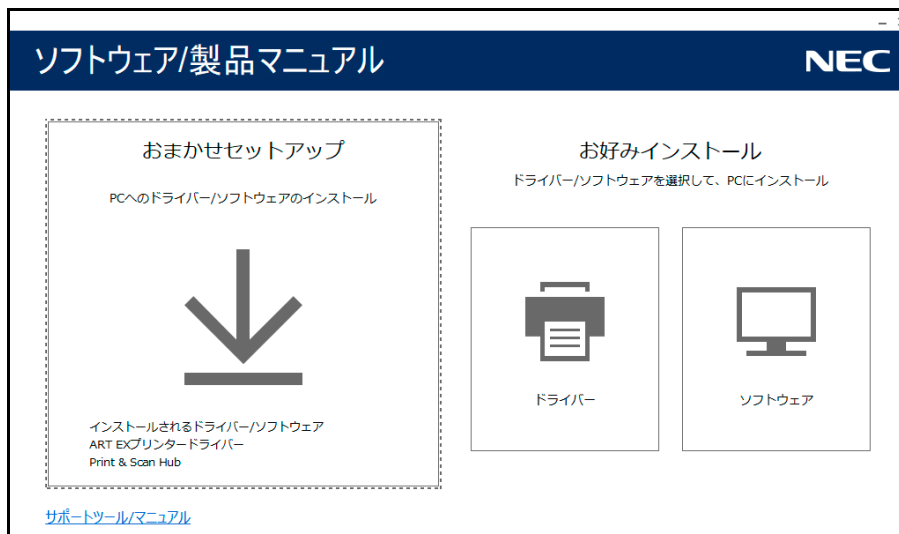 ソフトウェア/製品マニュアル
NEC
おまかせセットアップ
PCへのドライバー/ソフトウェアのインストール
インストールされるドライバー/ソフトウェア
ART EXプリンタードライバー
Print & Scan Hub
お好みインストール
ドライバー/ソフトウェアを選択して、PCにインストール
ドライバー
ソフトウェア
サポートツール/マニュアル